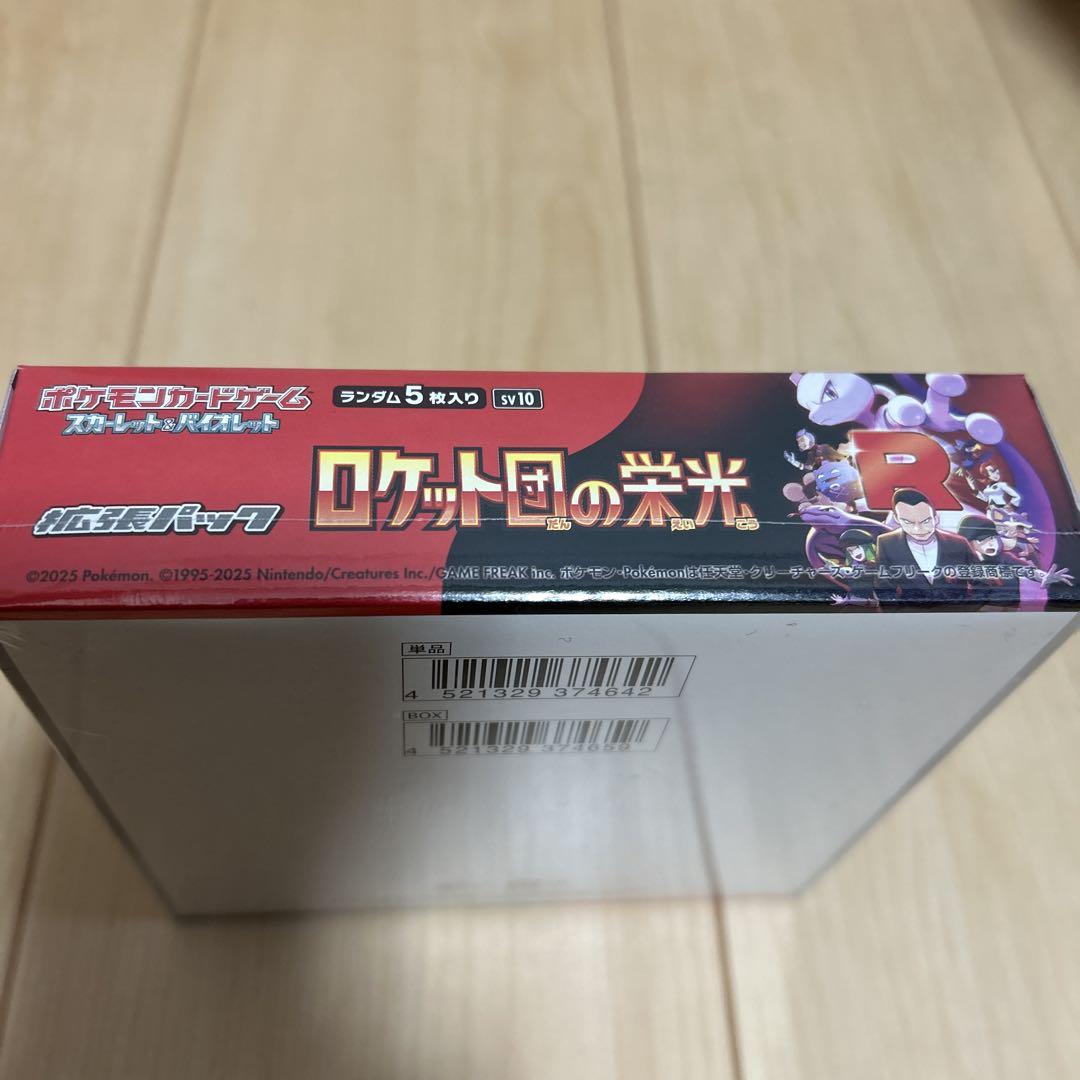 ポケモンカードゲーム
スカーレット&バイオレット
ランダム5枚入り
SV10
拡張パック
ロケット団の栄光
だん えい こう
R
©2025 Pokémon. ©1995-2025 Nintendo/Creatures Inc./GAME FREAK inc. ポケモン・Pokémonは任天堂・クリーチャーズ・ゲームフリークの登録商標です。
単品
4 521329 374642
BOX
4 521329 374659